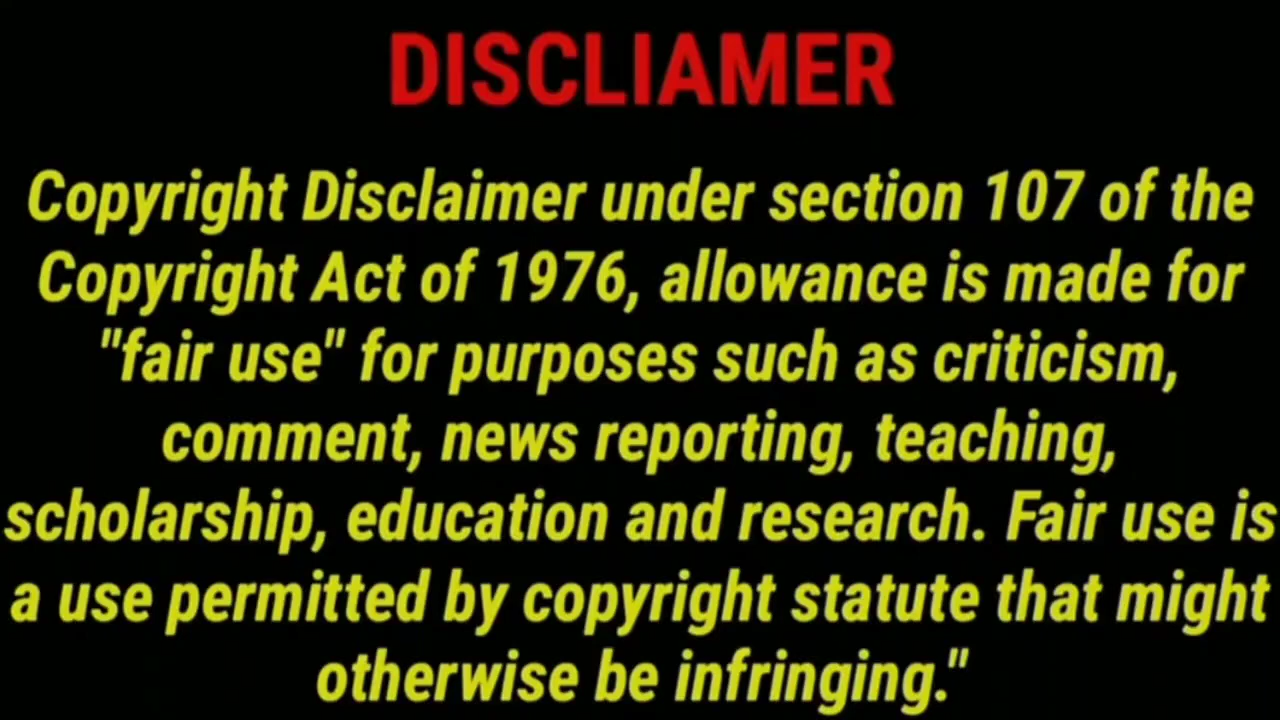 DISCLIAMER
Copyright Disclaimer under section 107 of the
Copyright Act of 1976, allowance is made for
"fair use" for purposes such as criticism,
comment, news reporting, teaching,
scholarship, education and research. Fair use is
a use permitted by copyright statute that might
otherwise be infringing."